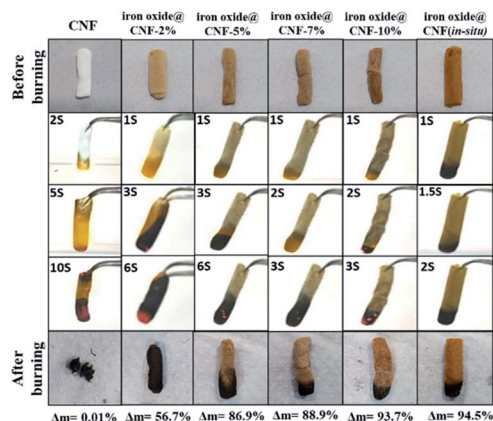 CNF
iron oxide@
CNF-2%
iron oxide@
CNF-5%
iron oxide@
CNF-7%
iron oxide@
CNF-10%
iron oxide@
CNF(in-situ)
Before
burning
2S
1S
1S
1S
1S
1S
5S
3S
3S
2S
2S
1.5S
10S
6S
6S
3S
3S
2S
After
burning
Δm= 0.01%
Δm= 56.7%
Δm= 86.9%
Δm= 88.9%
Δm= 93.7%
Δm= 94.5%